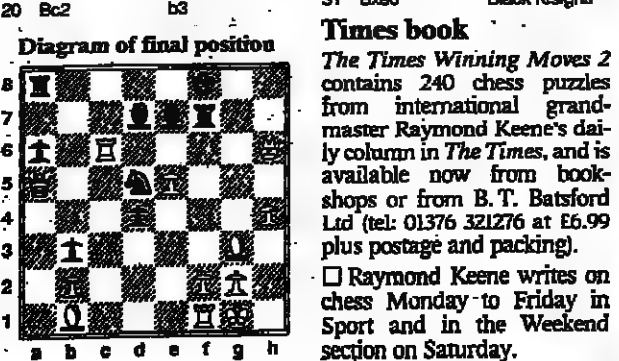 20 Bc2 b3
Diagram of final position
8
7
6
5
4
3
2
1
a b c d e f g h
Times book
The Times Winning Moves 2
contains 240 chess puzzles
from international grand-
master Raymond Keene's dai-
ly column in The Times, and is
available now from book-
shops or from B. T. Batsford
Ltd (tel: 01376 321276 at £6.99
plus postage and packing).
☐ Raymond Keene writes on
chess Monday to Friday in
Sport and in the Weekend
section on Saturday.